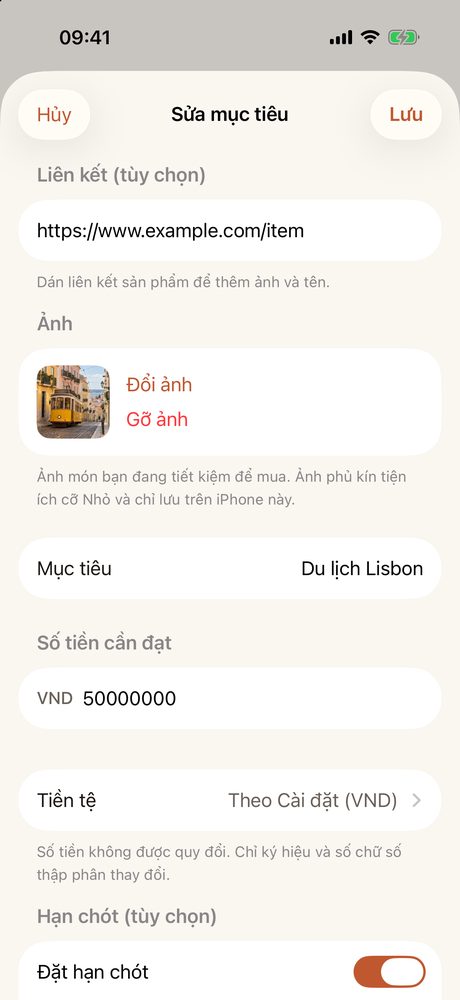 09:41
Hủy
Sửa mục tiêu
Lưu
Liên kết (tùy chọn)
https://www.example.com/item
Dán liên kết sản phẩm để thêm ảnh và tên.
Ảnh
Đổi ảnh
Gỡ ảnh
Ảnh món bạn đang tiết kiệm để mua. Ảnh phủ kín tiện
ích cỡ Nhỏ và chỉ lưu trên iPhone này.
Mục tiêu
Du lịch Lisbon
Số tiền cần đạt
VND 50000000
Tiền tệ
Theo Cài đặt (VND)
Số tiền không được quy đổi. Chỉ ký hiệu và số chữ số
thập phân thay đổi.
Hạn chót (tùy chọn)
Đặt hạn chót